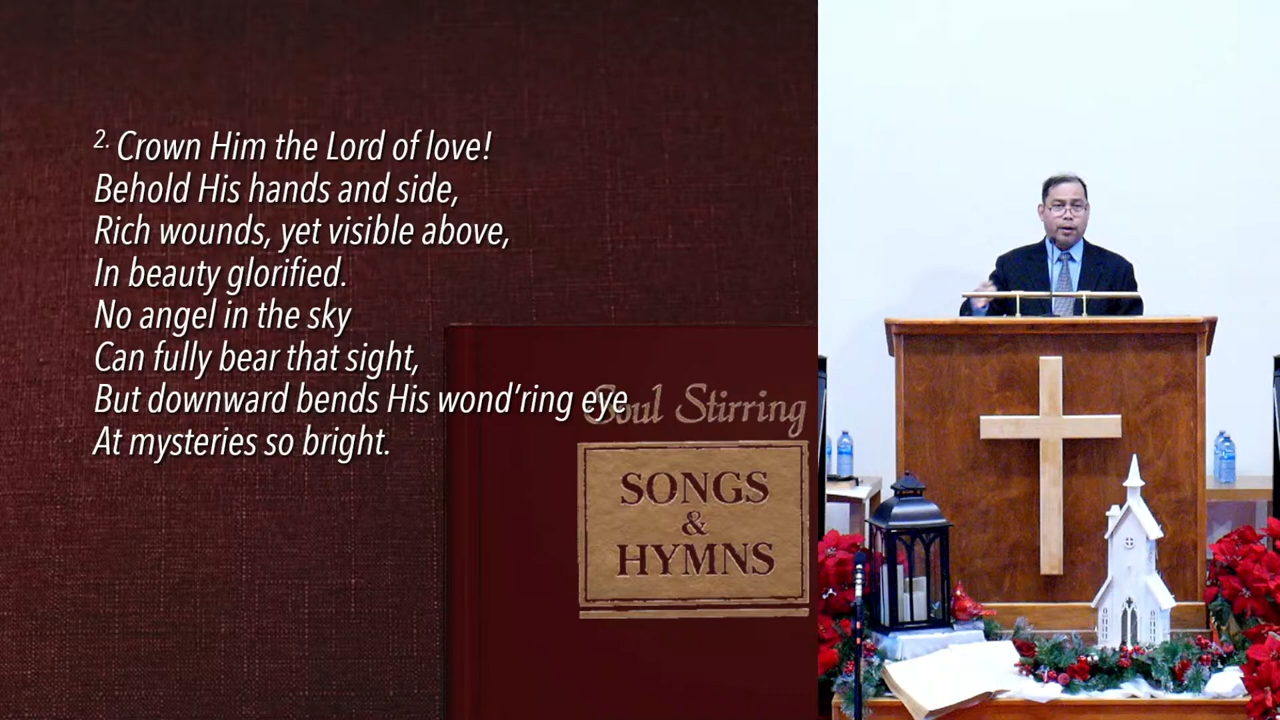 2. Crown Him the Lord of love!
Behold His hands and side,
Rich wounds, yet visible above,
In beauty glorified.
No angel in the sky
Can fully bear that sight,
But downward bends His wond’ring eye
At mysteries so bright.
Soul Stirring
SONGS
&
HYMNS